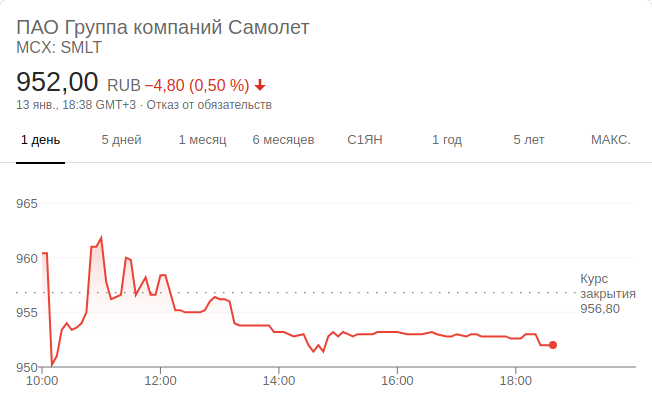 ПАО Группа компаний Самолет
MCX: SMLT
952,00 RUB −4,80 (0,50 %)
13 янв., 18:38 GMT+3 · Отказ от обязательств
1 день 5 дней 1 месяц 6 месяцев С1ЯН 1 год 5 лет МАКС.
965
960
Курс
закрытия
956,80
955
950
10:00 12:00 14:00 16:00 18:00